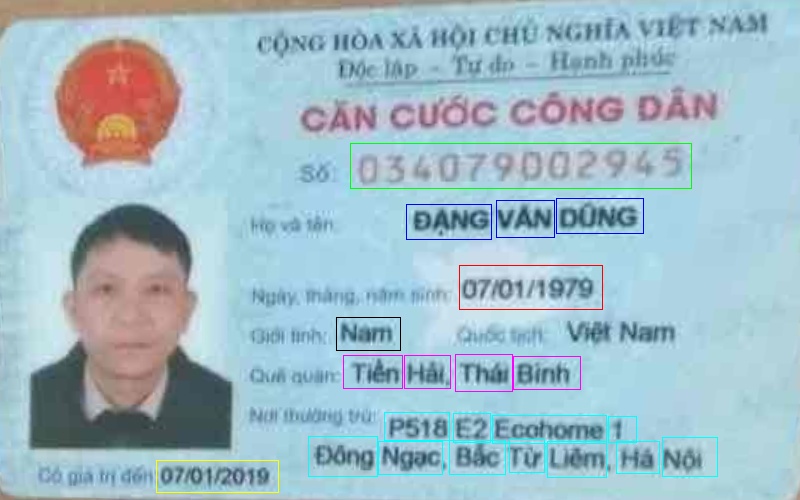 CỘNG HÒA XÃ HỘI CHỦ NGHĨA VIỆT NAM
Độc lập - Tự do - Hạnh phúc
CĂN CƯỚC CÔNG DÂN
Số: 034079002945
Họ và tên: ĐẶNG VĂN DŨNG
Ngày, tháng, năm sinh: 07/01/1979
Giới tính: Nam Quốc tịch: Việt Nam
Quê quán: Tiền Hải, Thái Bình
Nơi thường trú: P518 E2 Ecohome 1
Đông Ngạc, Bắc Từ Liêm, Hà Nội
Có giá trị đến 07/01/2019